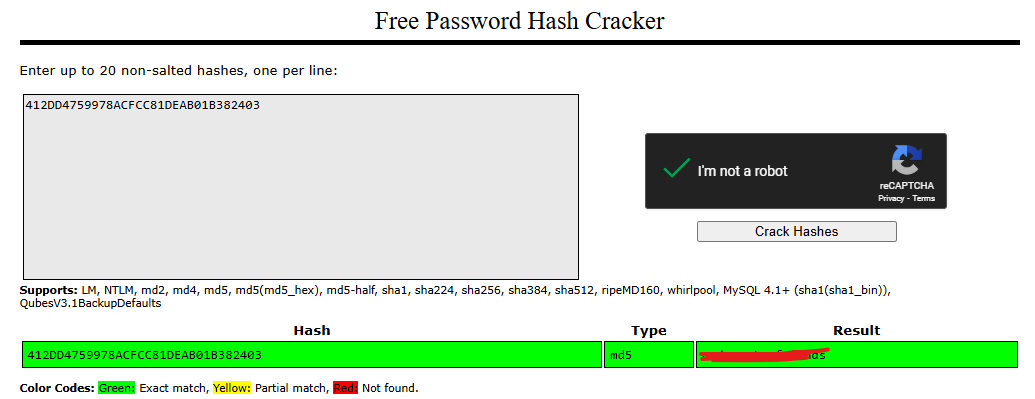 Free Password Hash Cracker
Enter up to 20 non-salted hashes, one per line:
412DD4759978ACFCC81DEAB01B382403
I'm not a robot
reCAPTCHA
Privacy - Terms
Crack Hashes
Supports: LM, NTLM, md2, md4, md5, md5(md5_hex), md5-half, sha1, sha224, sha256, sha384, sha512, ripeMD160, whirlpool, MySQL 4.1+ (sha1(sha1_bin)),
QubesV3.1BackupDefaults
Hash Type Result
412DD4759978ACFCC81DEAB01B382403 md5
Color Codes: Green: Exact match, Yellow: Partial match, Red: Not found.